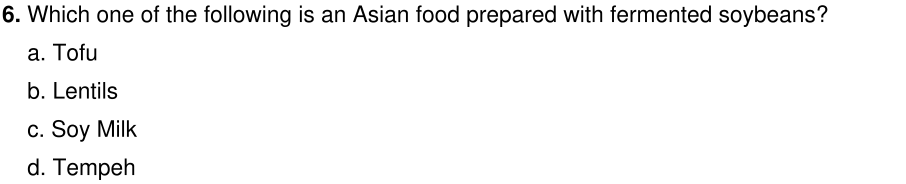 6. Which one of the following is an Asian food prepared with fermented soybeans?
a. Tofu
b. Lentils
c. Soy Milk
d. Tempeh